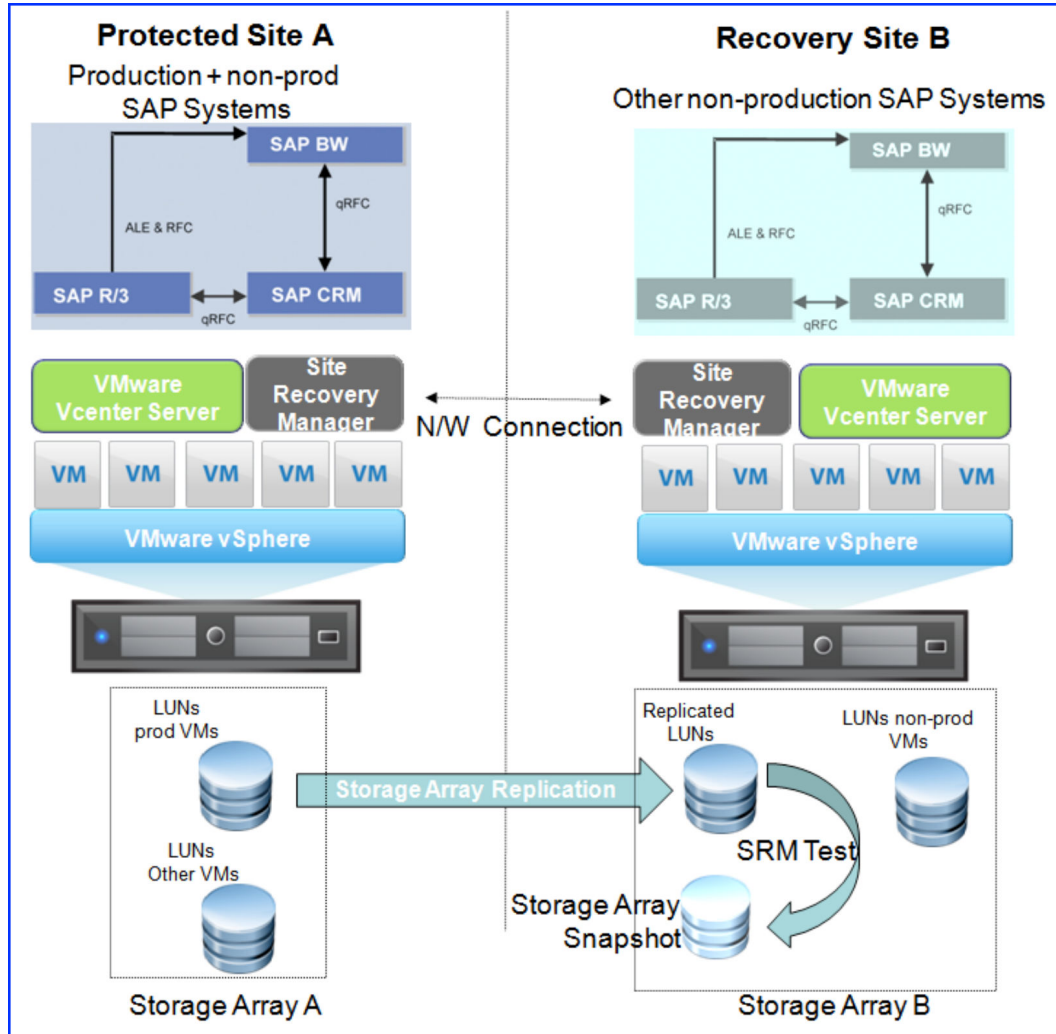 Protected Site A
Production + non-prod
SAP Systems
SAP BW
qRFC
ALE & RFC
SAP R/3
SAP CRM
qRFC
VMware
Vcenter Server
Site
Recovery
Manager
VM
VM
VM
VM
VM
VMware vSphere
LUNs
prod VMs
LUNs
Other VMs
Storage Array A
N/W Connection
Storage Array Replication
Recovery Site B
Other non-production SAP Systems
SAP BW
qRFC
ALE & RFC
SAP R/3
SAP CRM
qRFC
Site
Recovery
Manager
VMware
Vcenter Server
VM
VM
VM
VM
VM
VMware vSphere
Replicated
LUNs
LUNs non-prod
VMs
SRM Test
Storage Array
Snapshot
Storage Array B